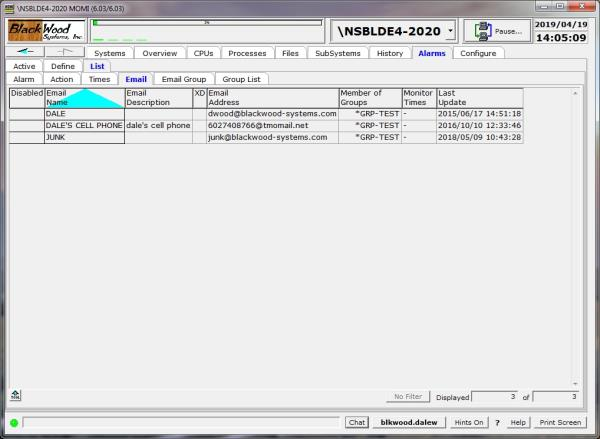 \NSBLDE4-2020 MOMI (6.03/6.03)
BlackWood Systems, Inc.
\NSBLDE4-2020
Pause...
2019/04/19
14:05:09
Systems Overview CPUs Processes Files SubSystems History Alarms Configure
Active Define List
Alarm Action Times Email Email Group Group List
Disabled Email Name Email Description XD Email Address Member of Groups Monitor Times Last Update
DALE dwood@blackwood-systems.com *GRP-TEST - 2015/06/17 14:51:18
DALE'S CELL PHONE dale's cell phone 6027408766@tmomail.net *GRP-TEST - 2016/10/10 12:33:46
JUNK junk@blackwood-systems.com *GRP-TEST - 2018/05/09 10:43:28
No Filter Displayed 3 of 3
Chat blkwood.dalew Hints On ? Help Print Screen